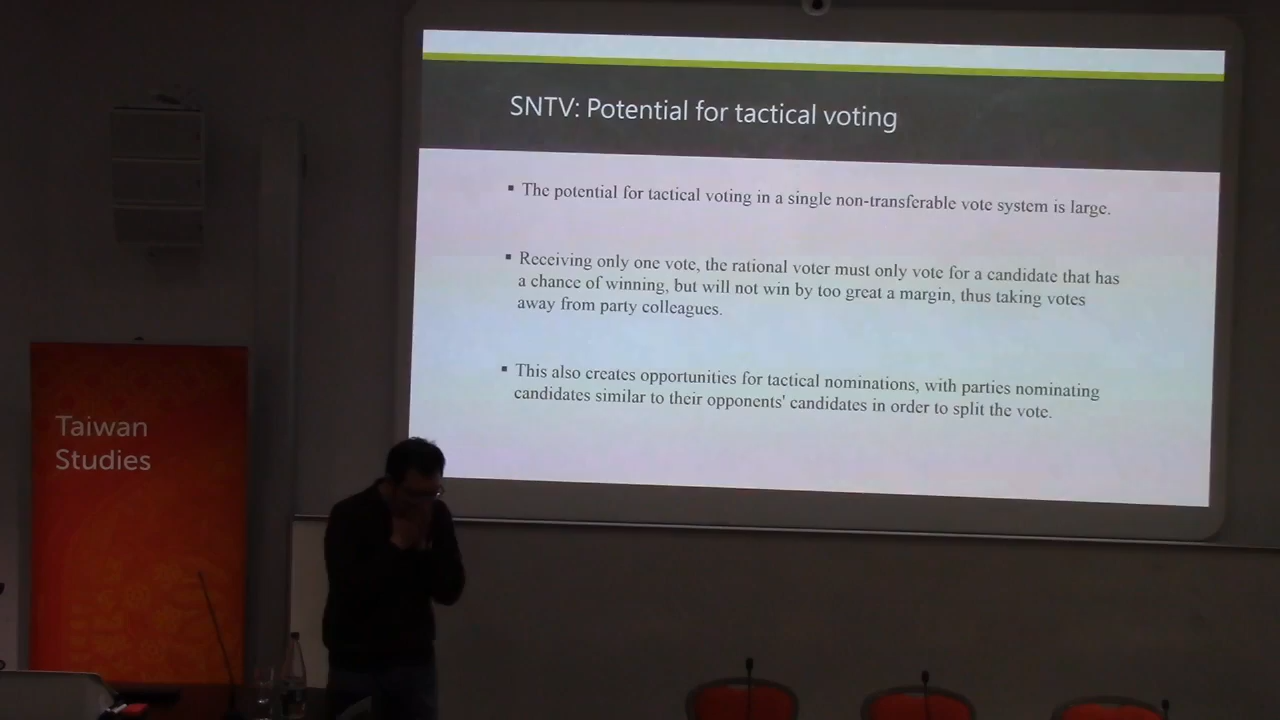 SNTV: Potential for tactical voting
▪ The potential for tactical voting in a single non-transferable vote system is large.
▪ Receiving only one vote, the rational voter must only vote for a candidate that has
a chance of winning, but will not win by too great a margin, thus taking votes
away from party colleagues.
▪ This also creates opportunities for tactical nominations, with parties nominating
candidates similar to their opponents' candidates in order to split the vote.
Taiwan
Studies